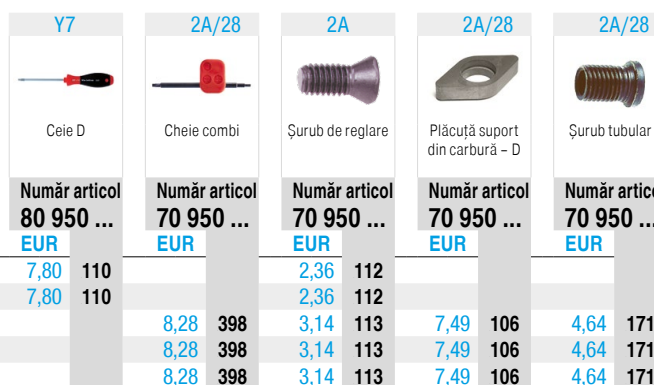 Y7 2A/28 2A 2A/28 2A/28
Ceie D Cheie combi Șurub de reglare Plăcuță suport Șurub tubular
din carbură – D
Număr articol Număr articol Număr articol Număr articol Număr artico
80 950 ... 70 950 ... 70 950 ... 70 950 ... 70 950 ...
EUR EUR EUR EUR EUR
7,80 110 2,36 112
7,80 110 2,36 112
8,28 398 3,14 113 7,49 106 4,64 171
8,28 398 3,14 113 7,49 106 4,64 171
8,28 398 3,14 113 7,49 106 4,64 171